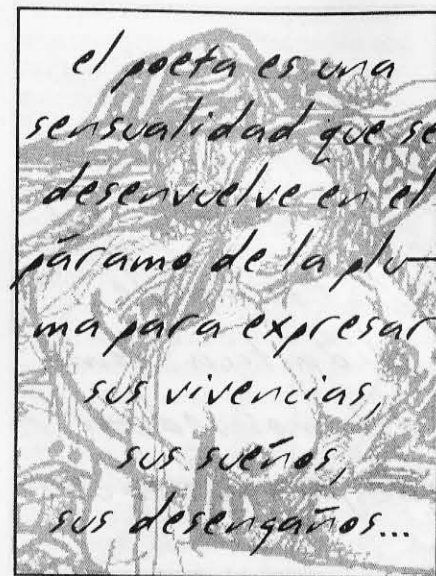 el poeta es una
sensualidad que se
desenvuelve en el
páramo de la plu-
ma para expresar
sus vivencias,
sus sueños,
sus desengaños...